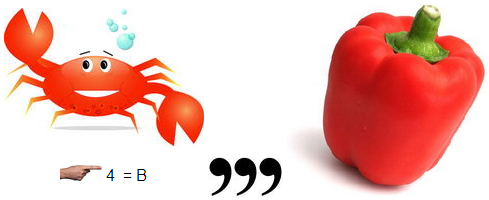 4 = B ,,,